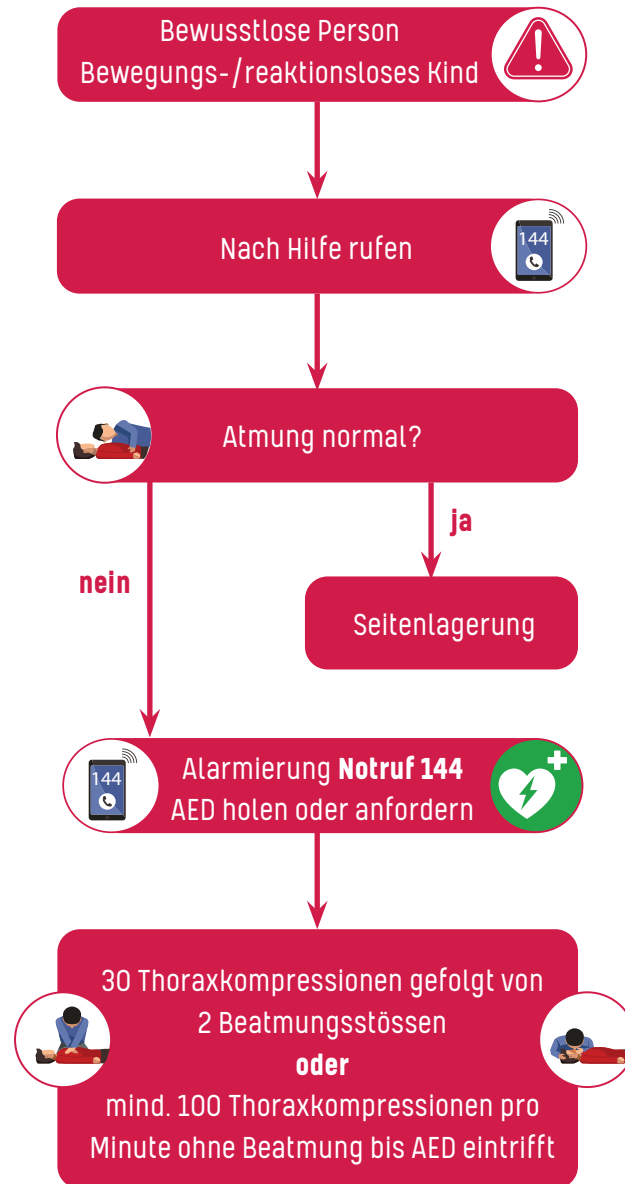 Bewusstlose Person
Bewegungs-/reaktionsloses Kind
Nach Hilfe rufen
144
Atmung normal?
ja
nein
Seitenlagerung
144
Alarmierung Notruf 144
AED holen oder anfordern
30 Thoraxkompressionen gefolgt von
2 Beatmungsstössen
oder
mind. 100 Thoraxkompressionen pro
Minute ohne Beatmung bis AED eintrifft